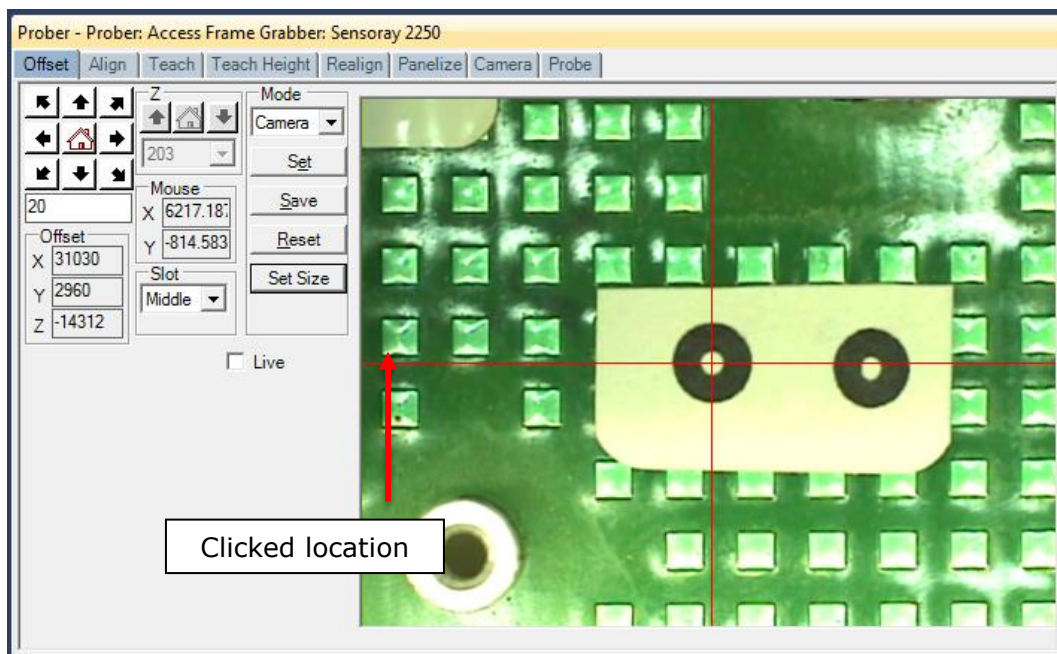 Prober - Prober: Access Frame Grabber: Sensoray 2250
Offset Align Teach Teach Height Realign Panelize Camera Probe
Z
Mode
Camera
203
Set
Mouse
Save
20
X 6217.187
Offset
Y -814.583
Reset
X 31030
Slot
Set Size
Y 2960
Middle
Z -14312
Live
Clicked location